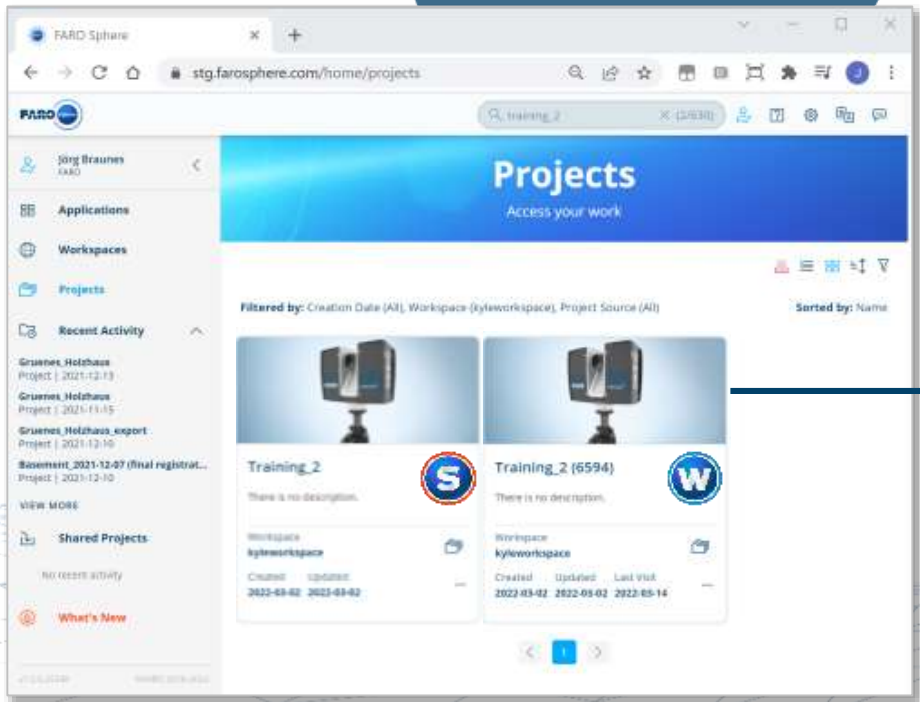 FARO Sphere
stg.farosphere.com/home/projects
J
FARO
training_2
Jörg Braunes
FARO
Projects
Access your work
Applications
Workspaces
Projects
Recent Activity
Filtered by: Creation Date (All), Workspace (kyleworkspace), Project Source (All)
Sorted by: Name
Gruenes_Holzhaus
Project | 2021-12-13
Gruenes_Holzhaus
Project | 2021-11-15
Gruenes_Holzhaus_export
Project | 2021-12-10
Basement_2021-12-07 (final registrat...
Project | 2021-12-10
VIEW MORE
Shared Projects
No recent activity
What's New
Training_2
S
There is no description.
Workspace
kyleworkspace
Created Updated
2022-03-02 2022-03-02
Training_2 (6594)
W
There is no description.
Workspace
kyleworkspace
Created Updated Last Visit
2022-03-02 2022-03-02 2022-03-14
1